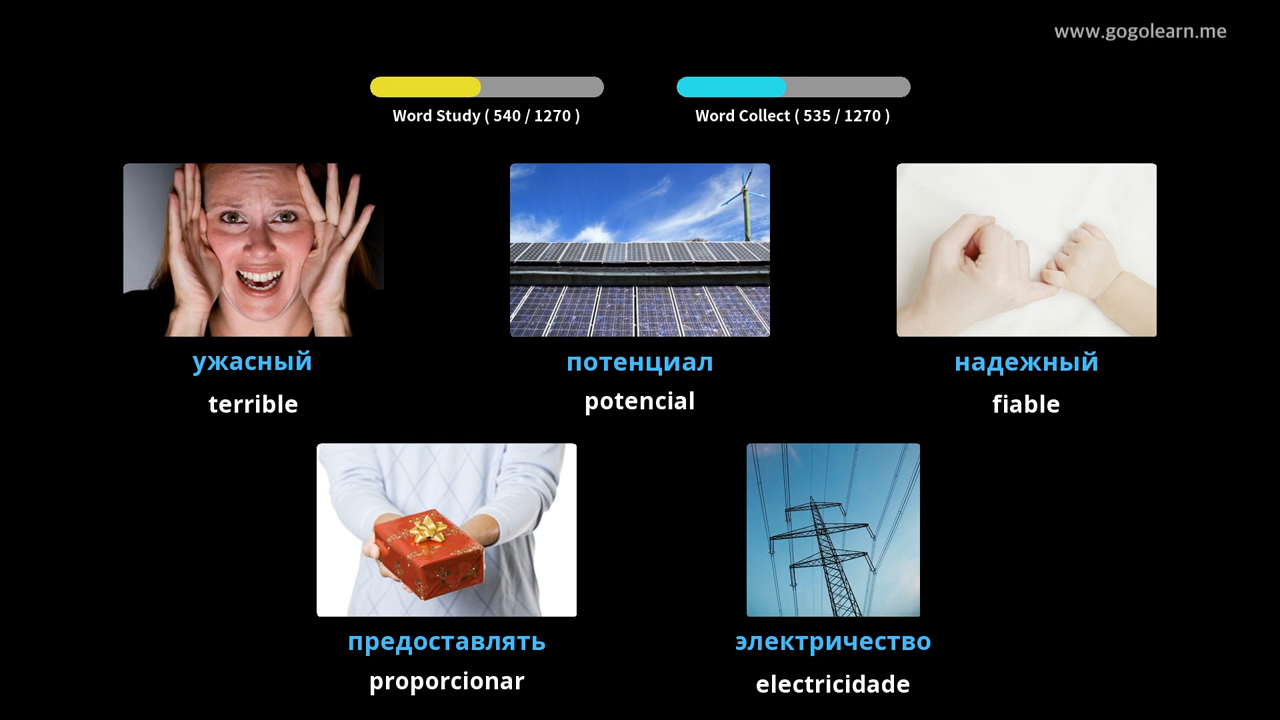 www.gogolearn.me
Word Study ( 540 / 1270 )
Word Collect ( 535 / 1270 )
ужасный
terrible
потенциал
potencial
надежный
fiable
предоставлять
proporcionar
электричество
electricidade